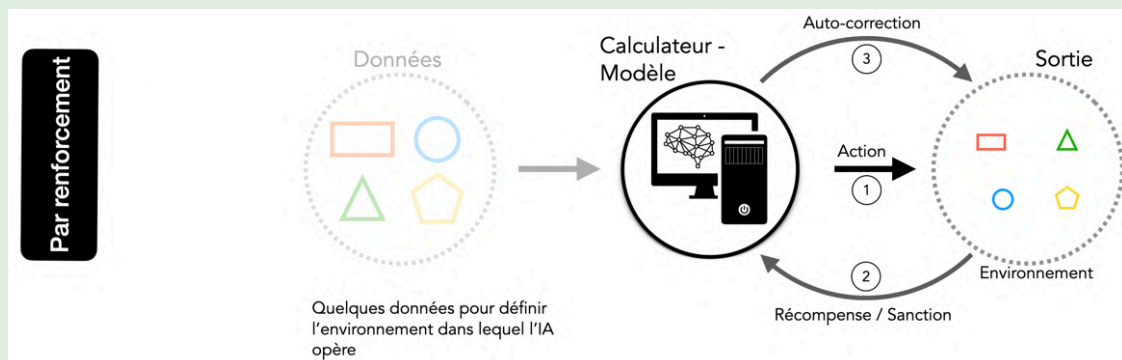 Par renforcement
Données
Quelques données pour définir
l'environnement dans lequel l'IA
opère
Calculateur -
Modèle
Auto-correction
3
Action
1
2
Récompense / Sanction
Sortie
Environnement